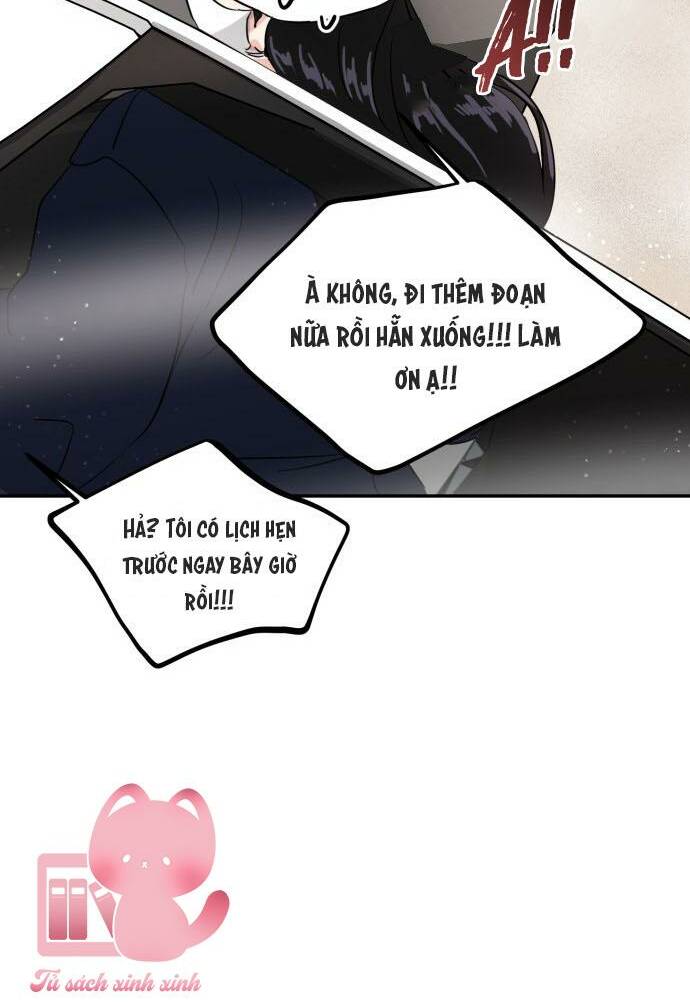 A!!
À KHÔNG, ĐI THÊM ĐOẠN
NỮA RỒI HẴN XUỐNG!!! LÀM
ƠN Ạ!!
HẢ? TÔI CÓ LỊCH HẸN
TRƯỚC NGAY BÂY GIỜ
RỒI!!!
Tủ sách xinh xinh